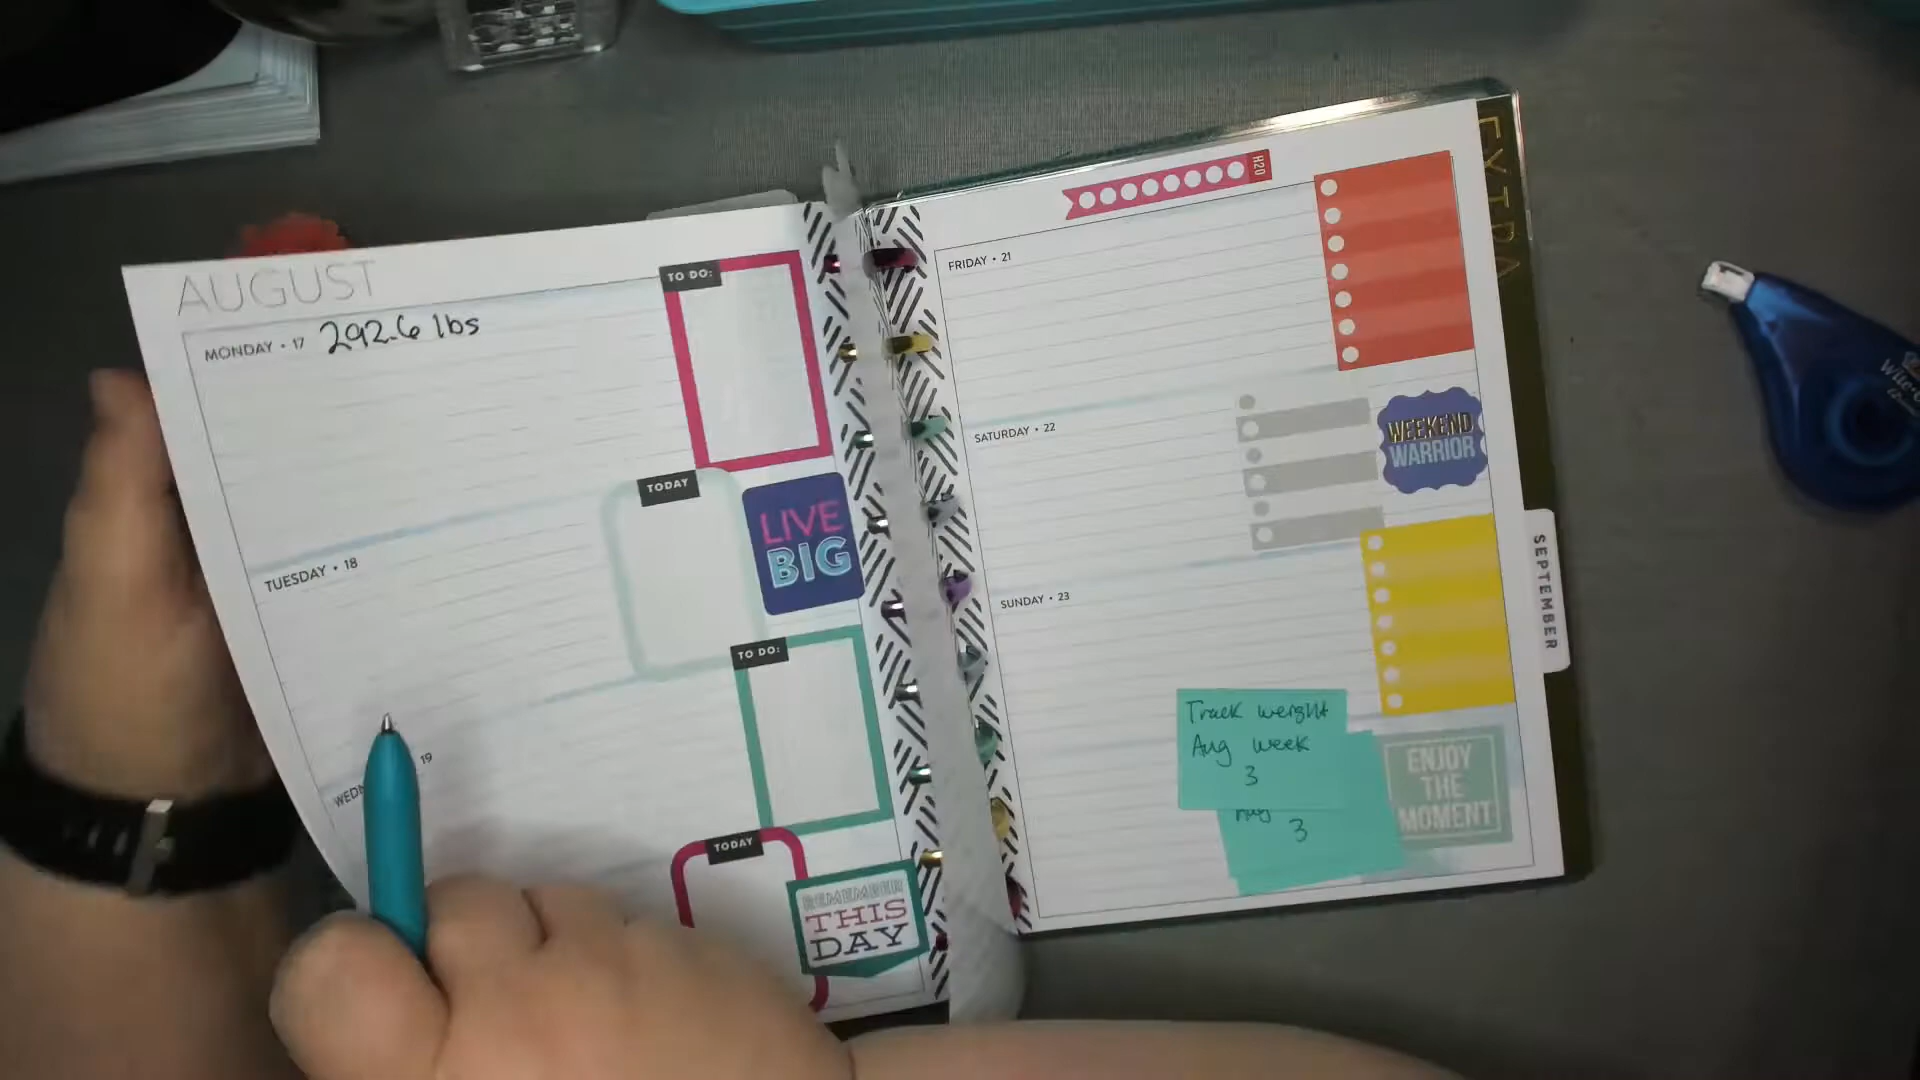 AUGUST
MONDAY • 17 292.6 lbs
TO DO:
TODAY
LIVE
BIG
TUESDAY • 18
TO DO:
19
TODAY
REMEMBER
THIS
DAY
H2O
FRIDAY • 21
SATURDAY • 22
WEEKEND
WARRIOR
SUNDAY • 23
Track weight
Aug week
3
Aug
3
ENJOY
THE
MOMENT
SEPTEMBER
EXTRA